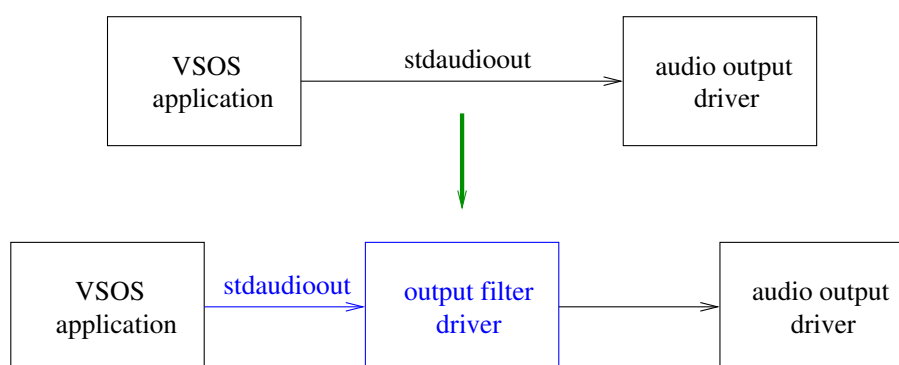 VSOS
application
stdaudioout
audio output
driver
VSOS
application
stdaudioout
output filter
driver
audio output
driver